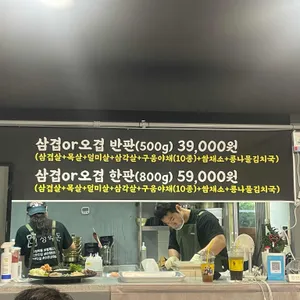 삼겹or오겹 반판(500g) 39,000원
(삼겹살+목살+덜미살+삼각살+구움야채(10종)+쌈채소+콩나물김치국)
삼겹or오겹 한판(800g) 59,000원
(삼겹살+목살+덜미살+삼각살+구움야채(10종)+쌈채소+콩나물김치국)